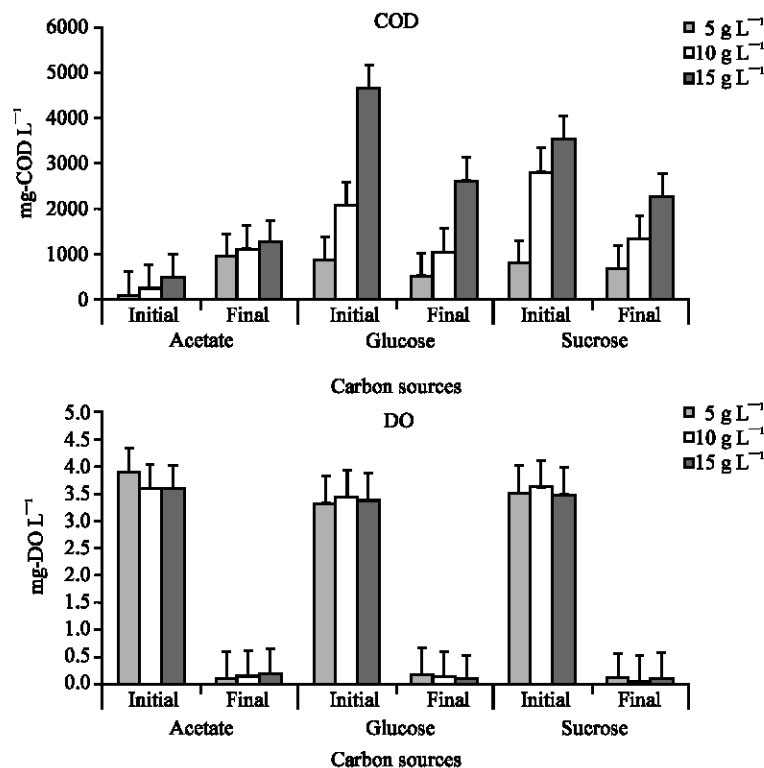 COD
5 g L⁻¹
10 g L⁻¹
15 g L⁻¹
6000
5000
4000
3000
2000
1000
0
mg-COD L⁻¹
Initial Final Initial Final Initial Final
Acetate Glucose Sucrose
Carbon sources
DO
5 g L⁻¹
10 g L⁻¹
15 g L⁻¹
5.0
4.5
4.0
3.5
3.0
2.5
2.0
1.5
1.0
0.5
0.0
mg-DO L⁻¹
Initial Final Initial Final Initial Final
Acetate Glucose Sucrose
Carbon sources